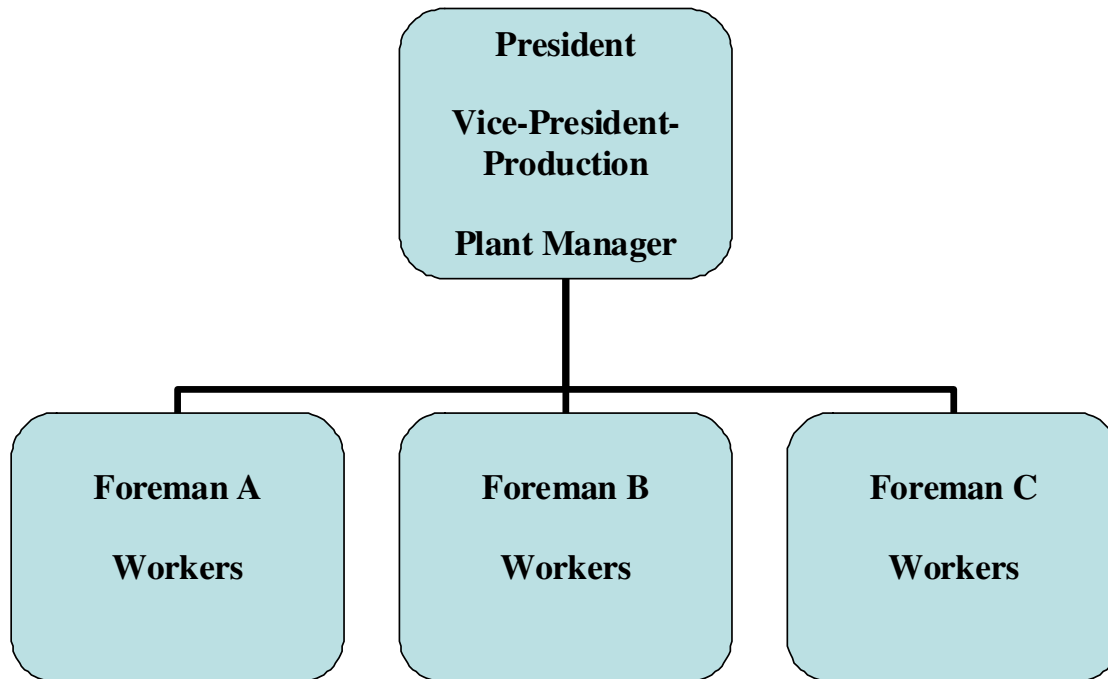 President
Vice-President-
Production
Plant Manager
Foreman A
Workers
Foreman B
Workers
Foreman C
Workers